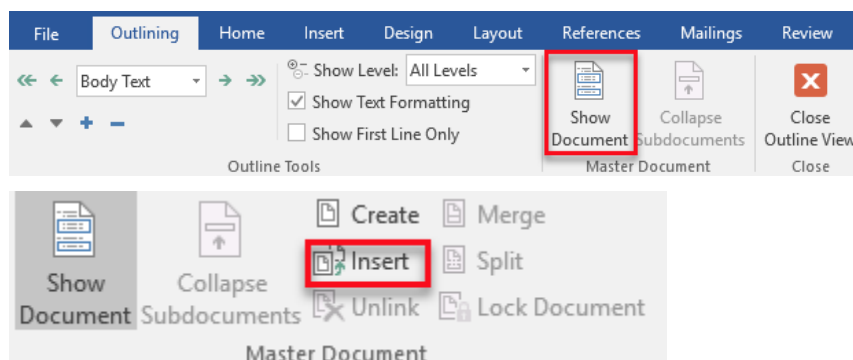 File Outlining Home Insert Design Layout References Mailings Review
Body Text
Show Level: All Levels
Show Text Formatting
Show First Line Only
Outline Tools
Show Document
Collapse Subdocuments
Master Document
Close Outline View
Close
Show Document
Collapse Subdocuments
Create
Insert
Unlink
Merge
Split
Lock Document
Master Document